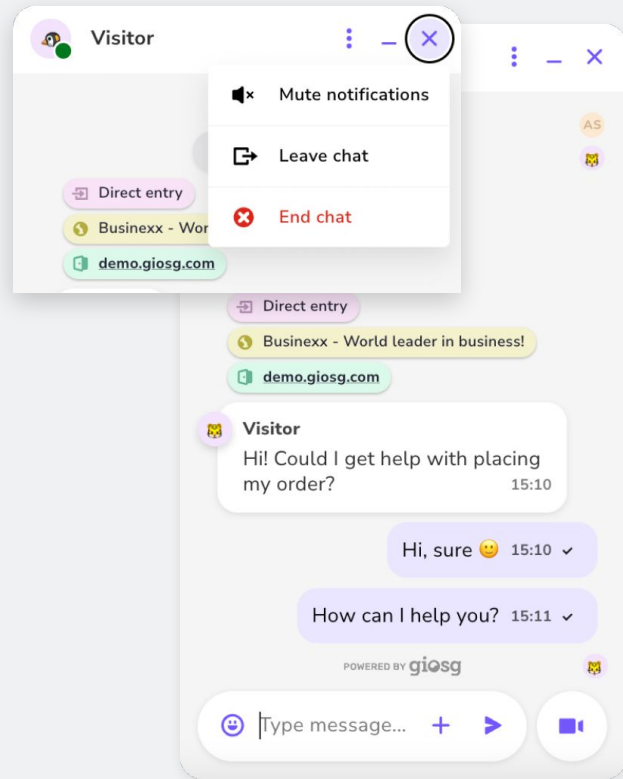 Visitor
Mute notifications
Leave chat
End chat
Direct entry
Businexx - Wor
demo.giosg.com
AS
Direct entry
Businexx - World leader in business!
demo.giosg.com
Visitor
Hi! Could I get help with placing
my order? 15:10
Hi, sure 🙂 15:10
How can I help you? 15:11
POWERED BY giosg
Type message...